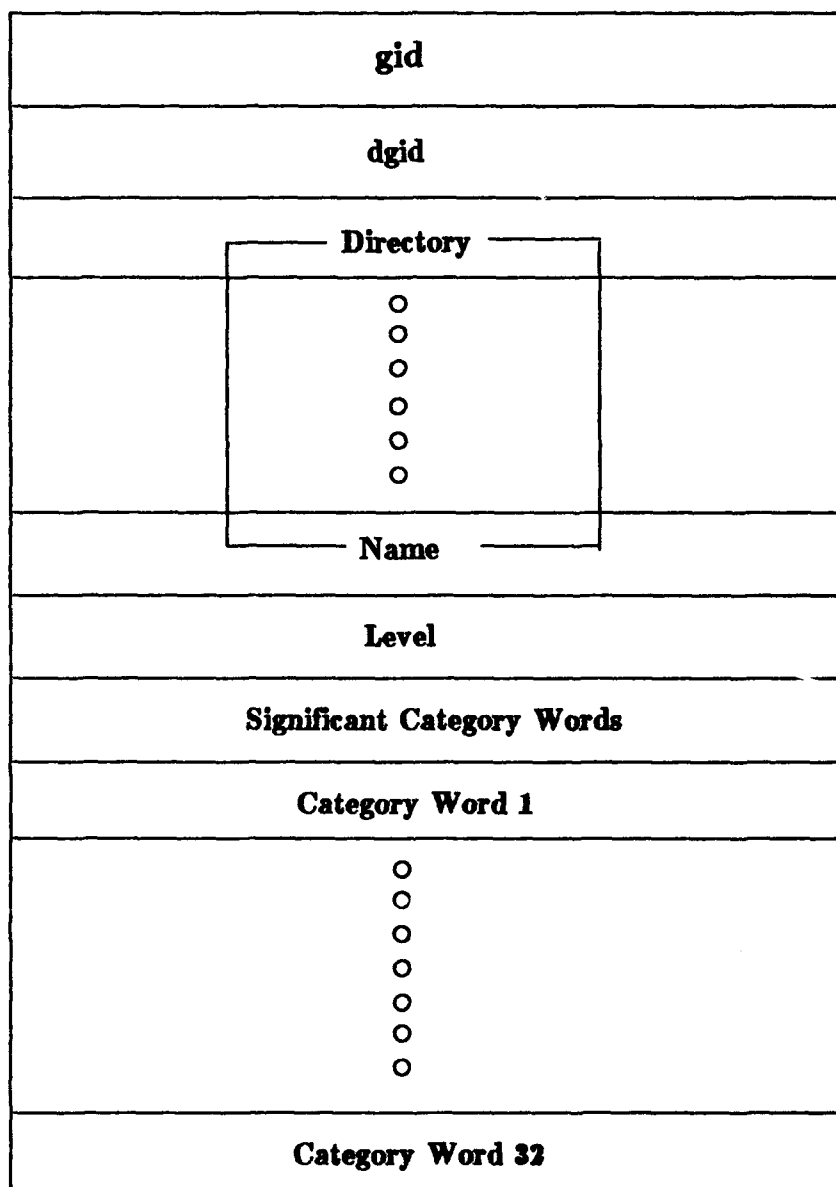 gid
dgid
Directory
Name
Level
Significant Category Words
Category Word 1
Category Word 32